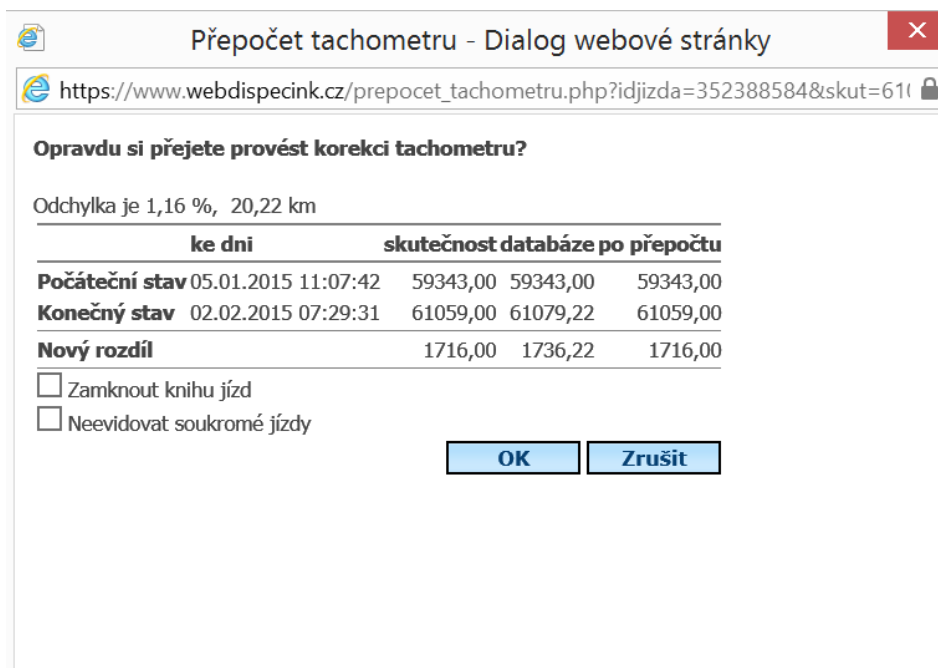 Přepočet tachometru - Dialog webové stránky
https://www.webdispecink.cz/prepocet_tachometru.php?idjizda=352388584&skut=61(
Opravdu si přejete provést korekci tachometru?
Odchylka je 1,16 %, 20,22 km
ke dni skutečnost databáze po přepočtu
Počáteční stav 05.01.2015 11:07:42 59343,00 59343,00 59343,00
Konečný stav 02.02.2015 07:29:31 61059,00 61079,22 61059,00
Nový rozdíl 1716,00 1736,22 1716,00
Zamknout knihu jízd
Neevidovat soukromé jízdy
OK Zrušit